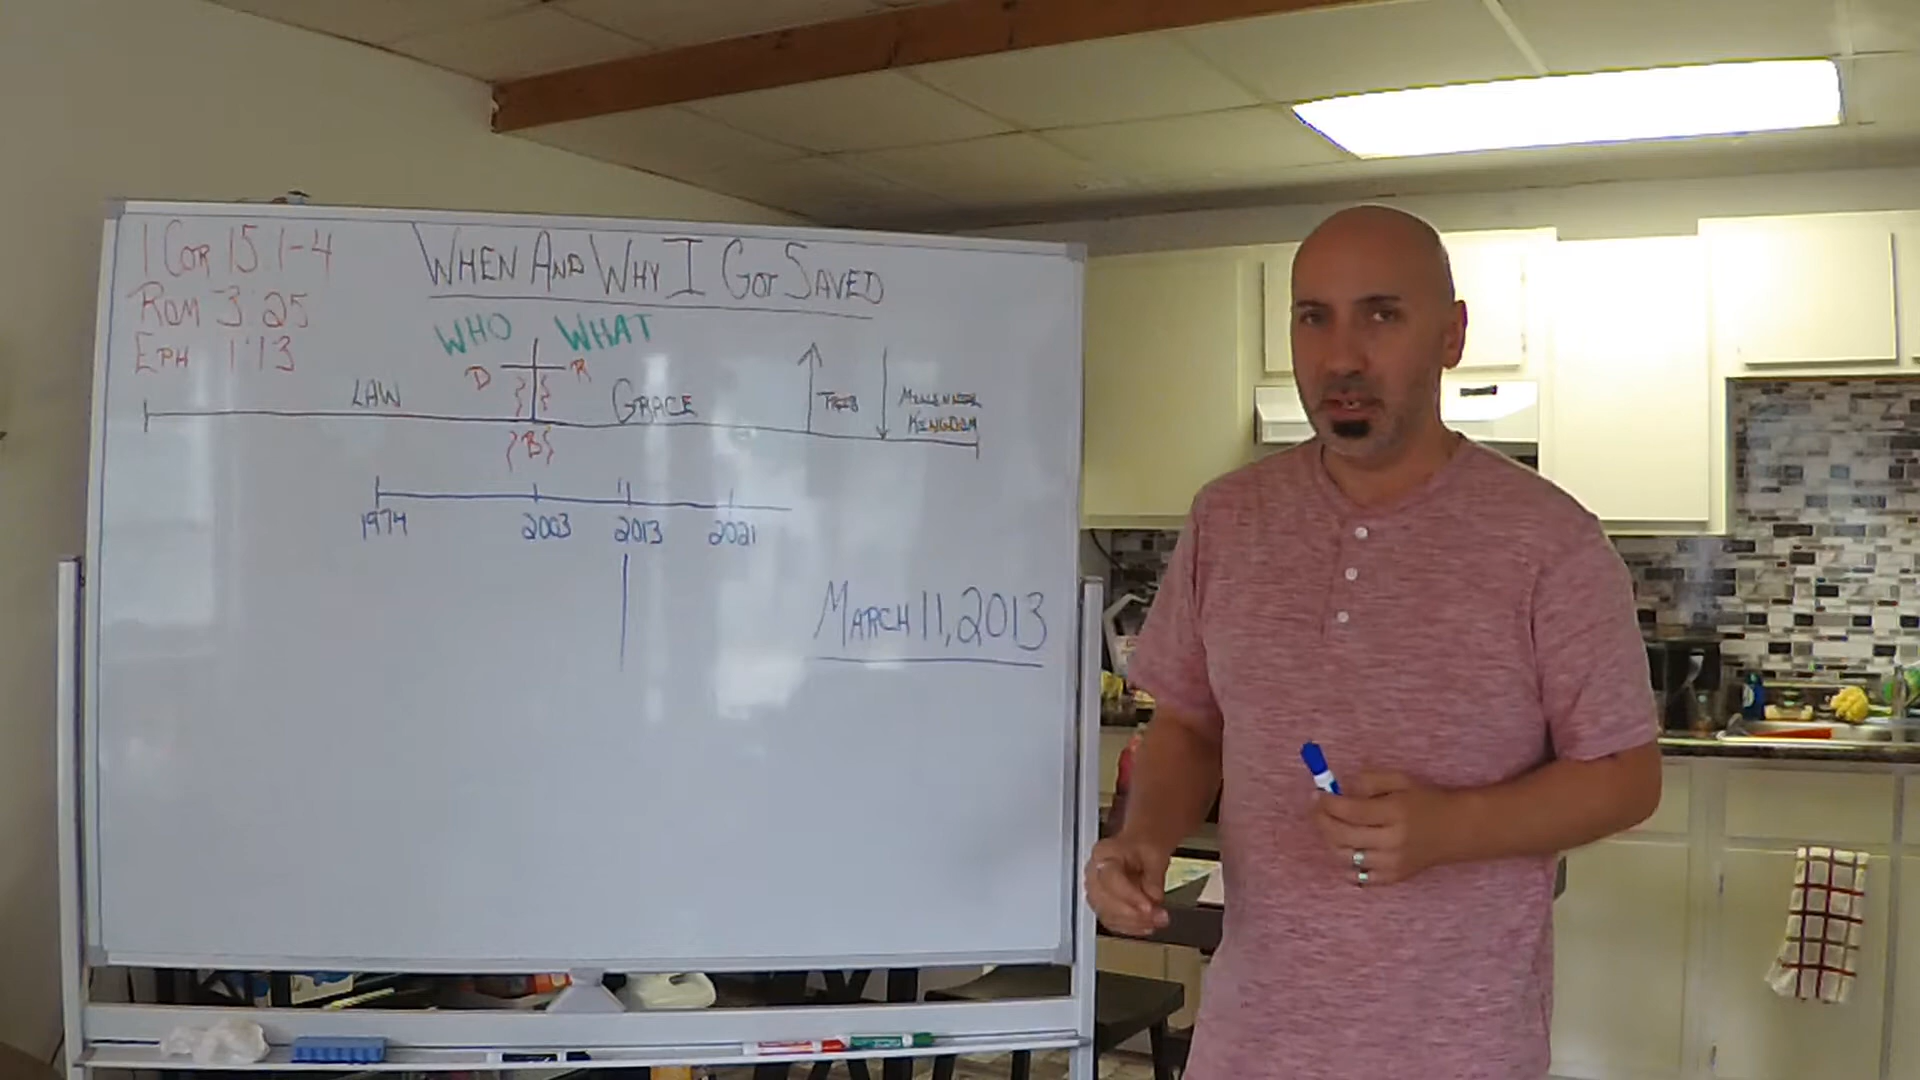 1 COR 15 1-4
ROM 3:25
EPH 1:13
WHEN AND WHY I GOT SAVED
WHO WHAT
D R
LAW GRACE TRIB MILLENNIAL
KINGDOM
B
1974 2003 2013 2021
MARCH 11, 2013